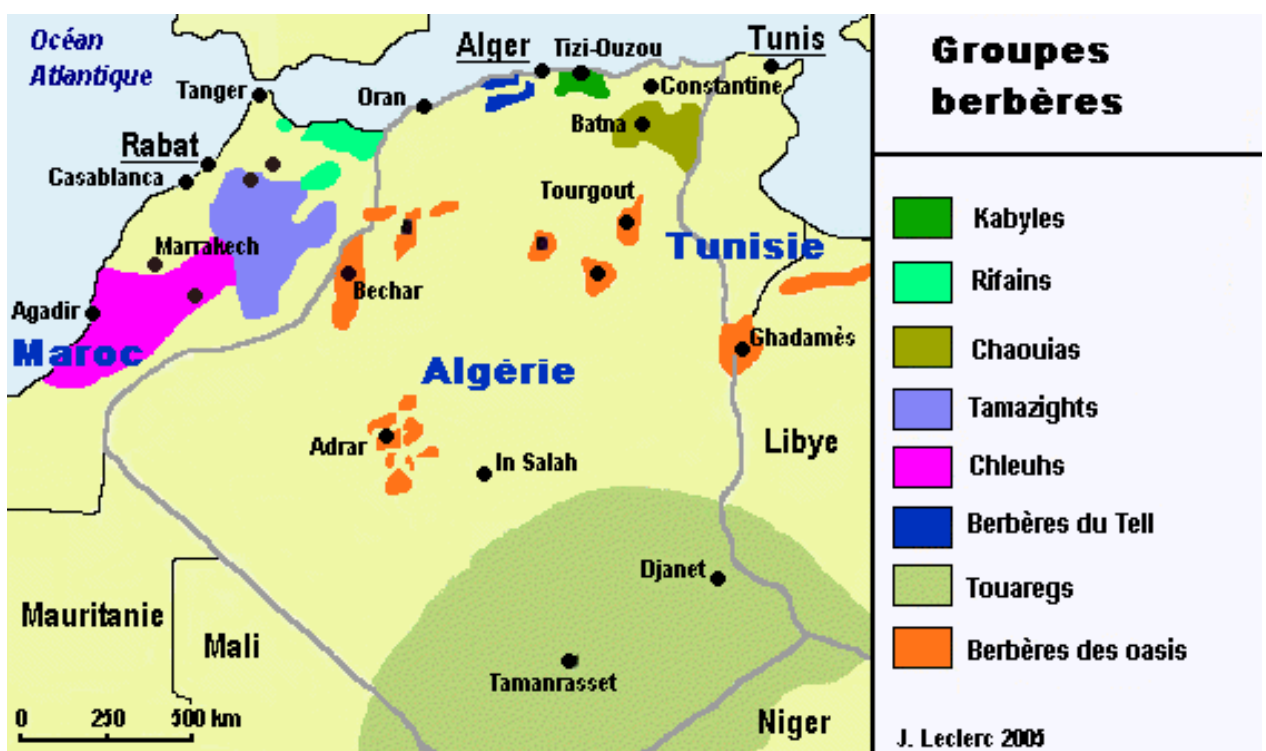 Océan
Atlantique
Tanger
Oran
Alger
Tizi-Ouzou
Tunis
Constantine
Batna
Rabat
Casablanca
Tourgout
Tunisie
Marrakech
Bechar
Agadir
Maroc
Ghadamès
Algérie
Adrar
In Salah
Libye
Djanet
Mauritanie
Mali
Tamanrasset
Niger
0 250 500 km
Groupes
berbères
Kabyles
Rifains
Chaouias
Tamazights
Chleuhs
Berbères du Tell
Touaregs
Berbères des oasis
J. Leclerc 2005